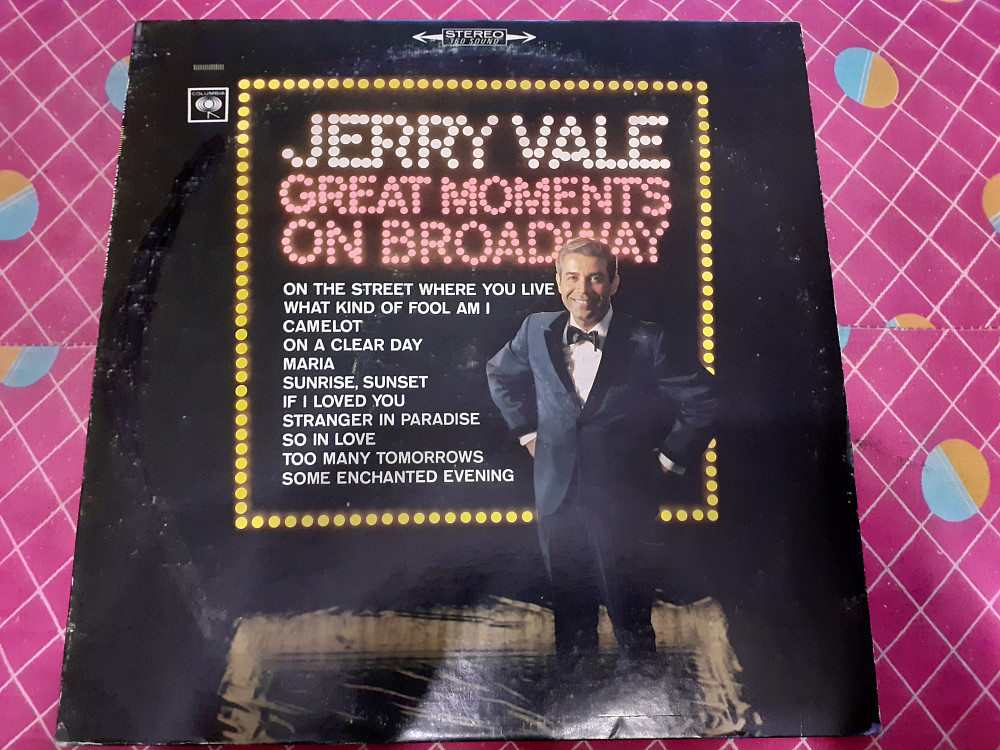 STEREO
360 SOUND
COLUMBIA
JERRY VALE
GREAT MOMENTS
ON BROADWAY
ON THE STREET WHERE YOU LIVE
WHAT KIND OF FOOL AM I
CAMELOT
ON A CLEAR DAY
MARIA
SUNRISE, SUNSET
IF I LOVED YOU
STRANGER IN PARADISE
SO IN LOVE
TOO MANY TOMORROWS
SOME ENCHANTED EVENING